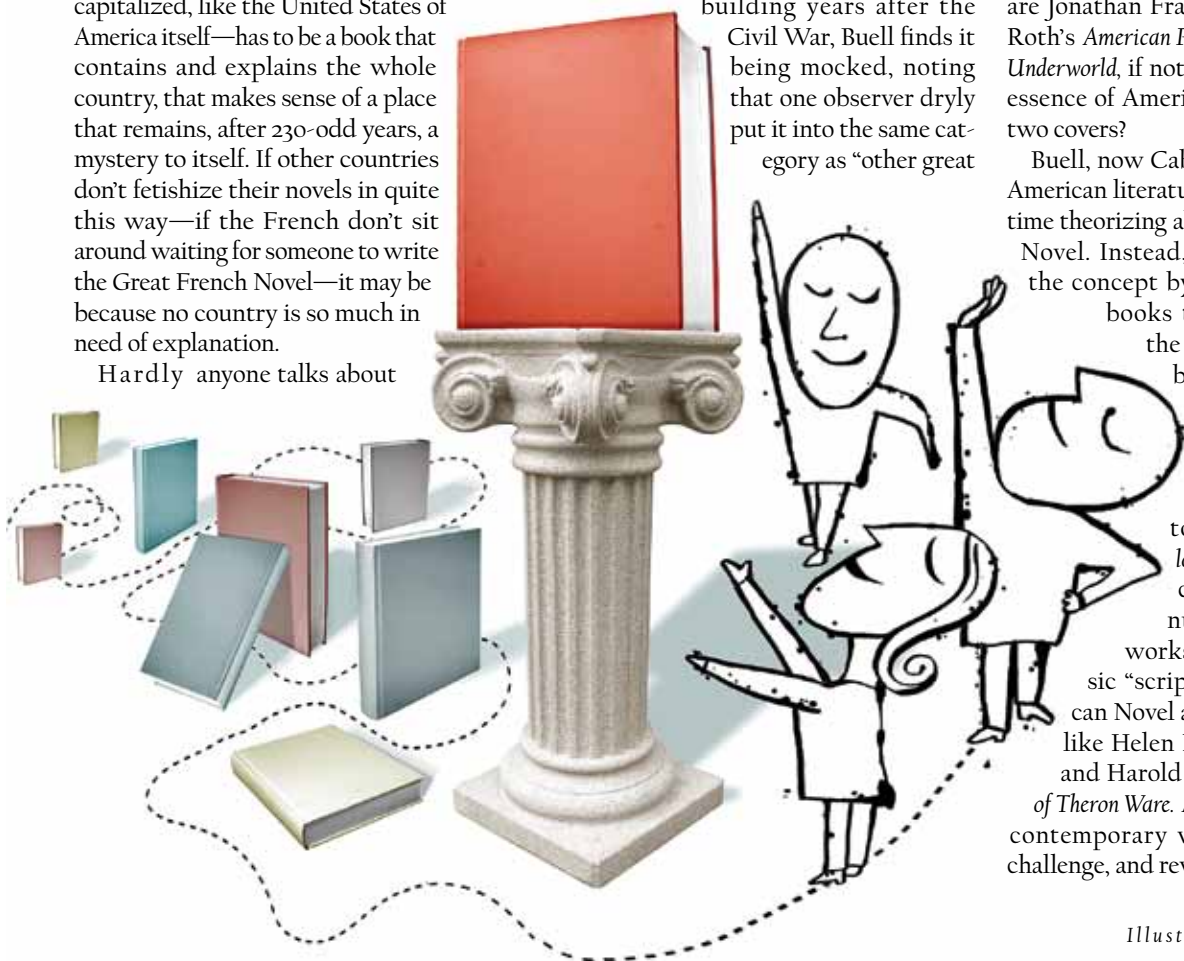 capitalized, like the United States of
America itself—has to be a book that
contains and explains the whole
country, that makes sense of a place
that remains, after 230-odd years, a
mystery to itself. If other countries
don’t fetishize their novels in quite
this way—if the French don’t sit
around waiting for someone to write
the Great French Novel—it may be
because no country is so much in
need of explanation.
Hardly anyone talks about
building years after the
Civil War, Buell finds it
being mocked, noting
that one observer dryly
put it into the same cat-
egory as “other great
are Jonathan Fra
Roth’s American
Underworld, if not
essence of Ameri
two covers?
Buell, now Cab
American literatu
time theorizing a
Novel. Instead,
the concept by
books
the
b
to
c
nu
works
sic “scrip
can Novel a
like Helen
and Harold
of Theron Ware.
contemporary
challenge, and rev
Illust